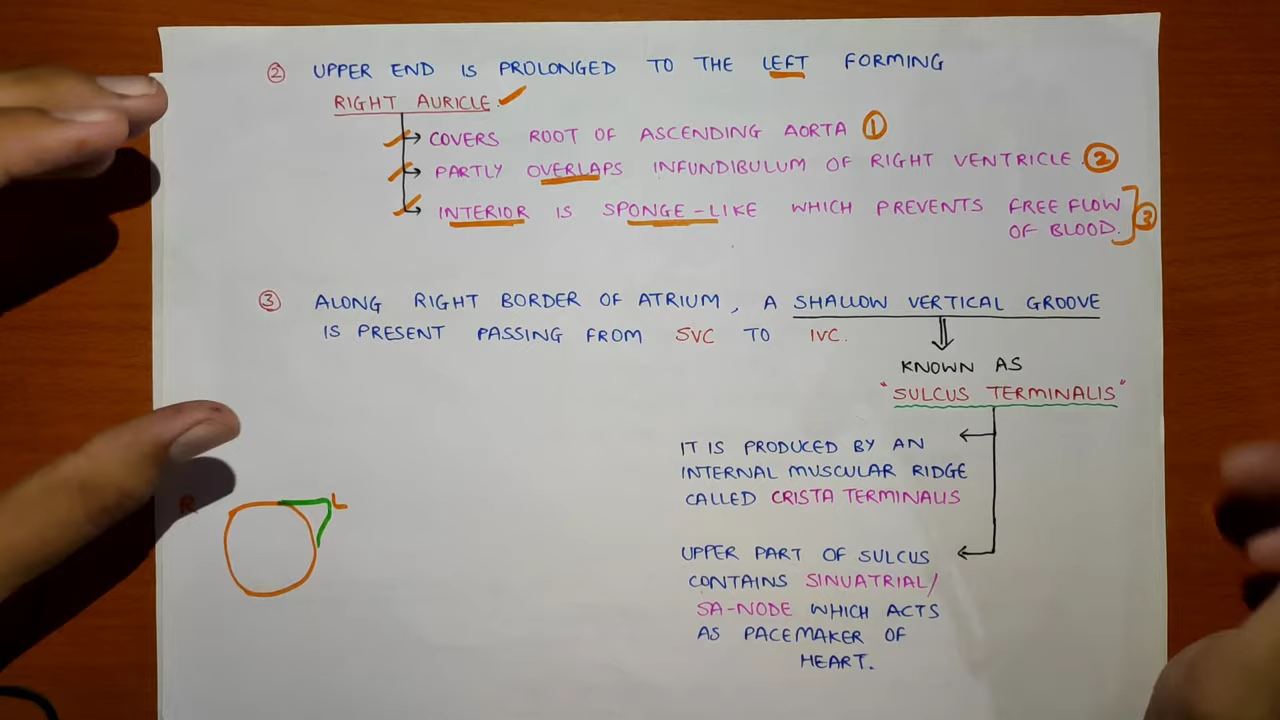 ② UPPER END IS PROLONGED TO THE LEFT FORMING
RIGHT AURICLE.
COVERS ROOT OF ASCENDING AORTA ①
PARTLY OVERLAPS INFUNDIBULUM OF RIGHT VENTRICLE. ②
INTERIOR IS SPONGE-LIKE WHICH PREVENTS FREE FLOW
OF BLOOD. ③
③ ALONG RIGHT BORDER OF ATRIUM, A SHALLOW VERTICAL GROOVE
IS PRESENT PASSING FROM SVC TO IVC.
KNOWN AS
"SULCUS TERMINALIS"
IT IS PRODUCED BY AN
INTERNAL MUSCULAR RIDGE
CALLED CRISTA TERMINALIS
R L
UPPER PART OF SULCUS
CONTAINS SINUATRIAL/
SA-NODE WHICH ACTS
AS PACEMAKER OF
HEART.